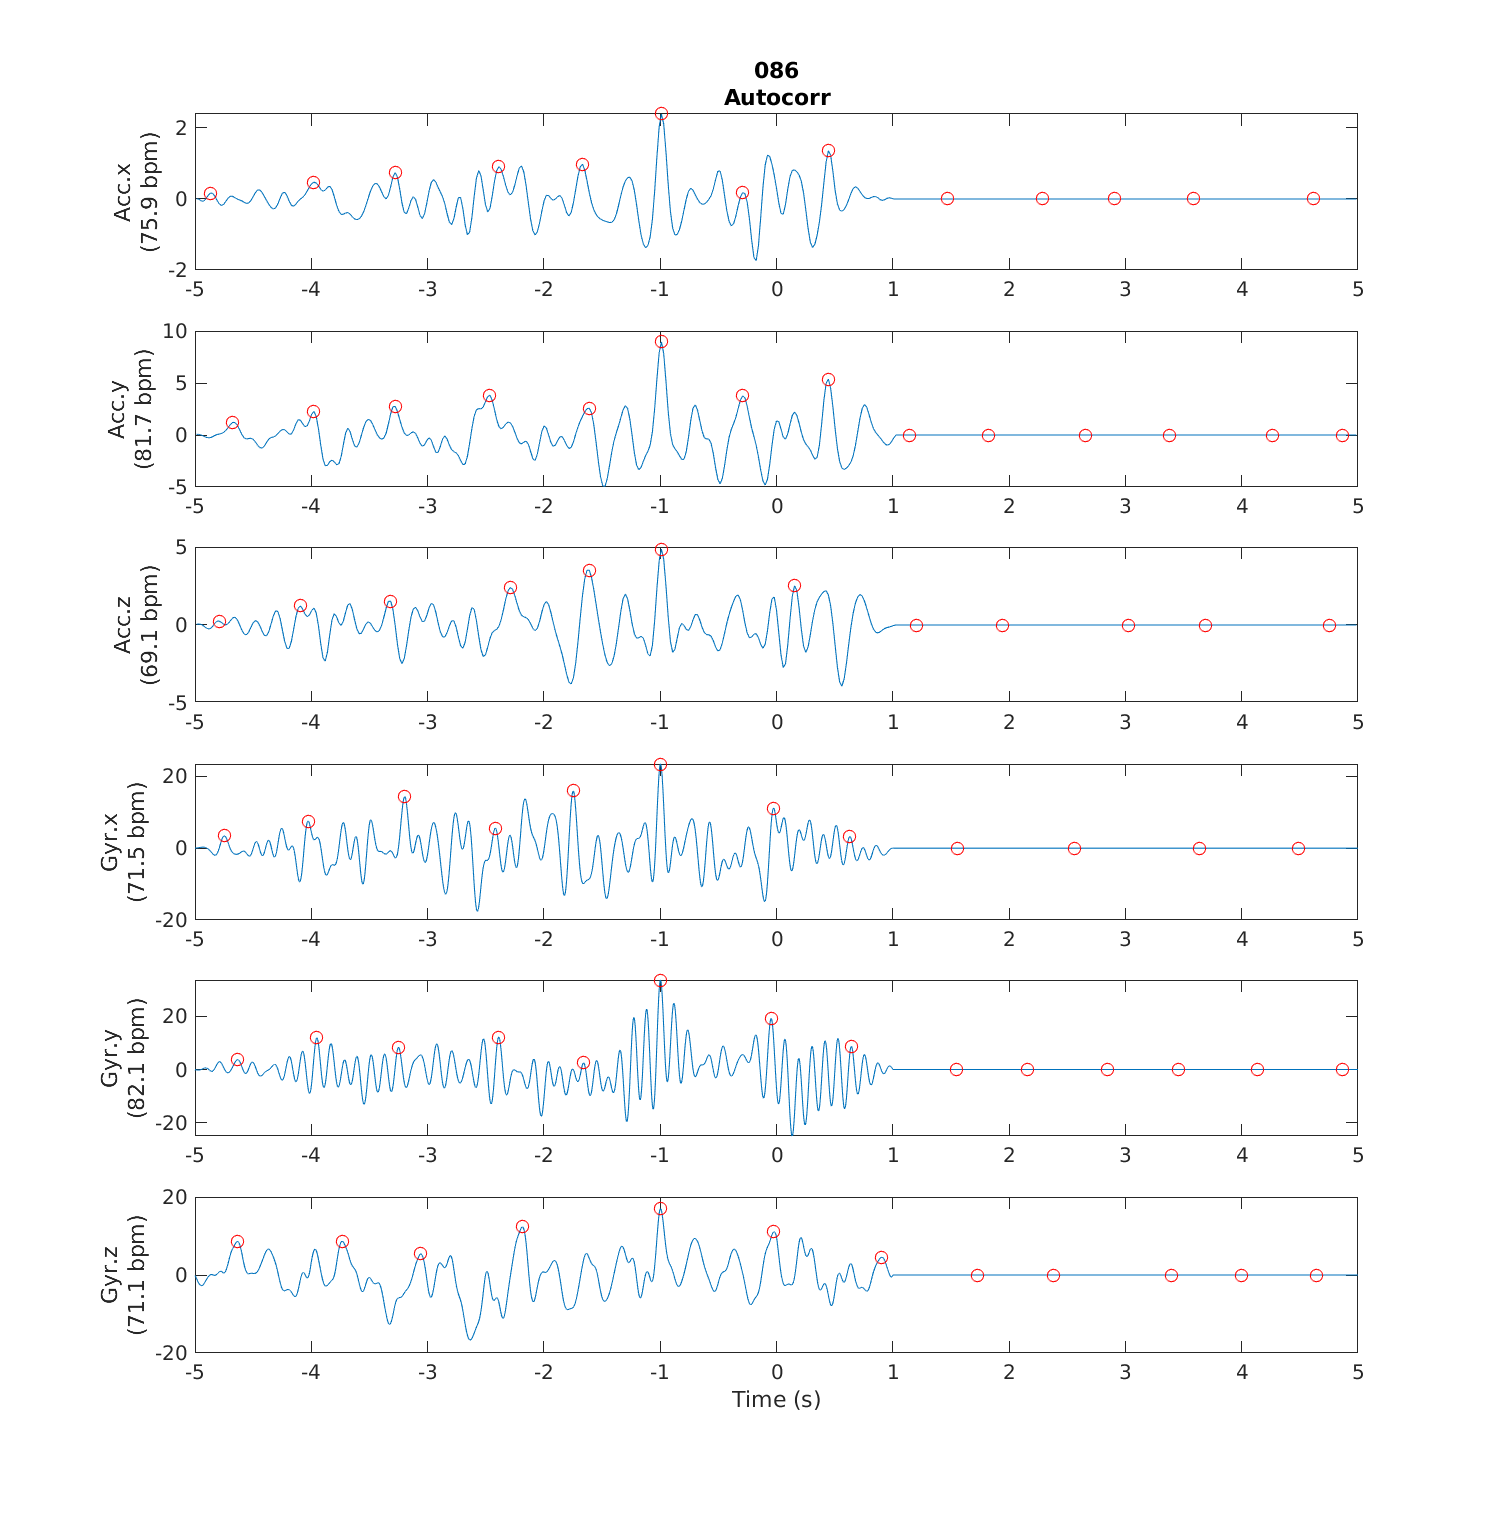 086
Autocorr
Acc.x
(75.9 bpm)
2
0
-2
-5 -4 -3 -2 -1 0 1 2 3 4 5
Acc.y
(81.7 bpm)
10
5
0
-5
-5 -4 -3 -2 -1 0 1 2 3 4 5
Acc.z
(69.1 bpm)
5
0
-5
-5 -4 -3 -2 -1 0 1 2 3 4 5
Gyr.x
(71.5 bpm)
20
0
-20
-5 -4 -3 -2 -1 0 1 2 3 4 5
Gyr.y
(82.1 bpm)
20
0
-20
-5 -4 -3 -2 -1 0 1 2 3 4 5
Gyr.z
(71.1 bpm)
20
0
-20
-5 -4 -3 -2 -1 0 1 2 3 4 5
Time (s)